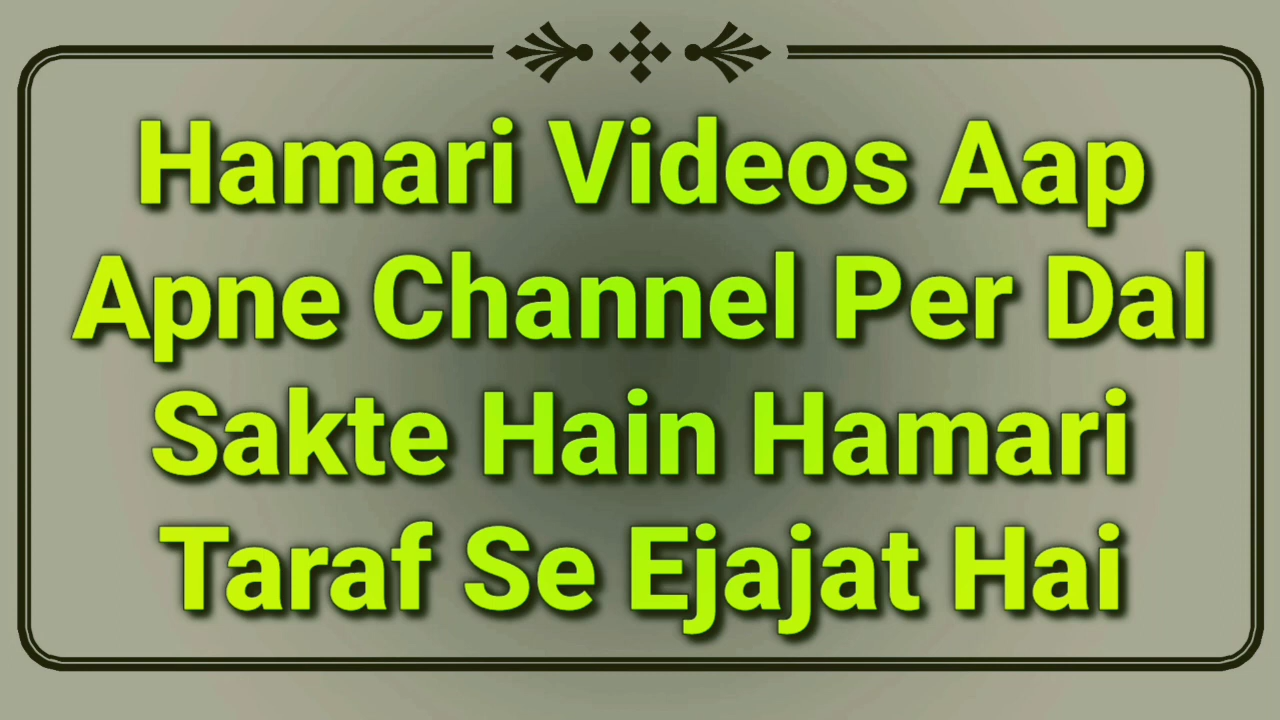 Hamari Videos Aap
Apne Channel Per Dal
Sakte Hain Hamari
Taraf Se Ejajat Hai